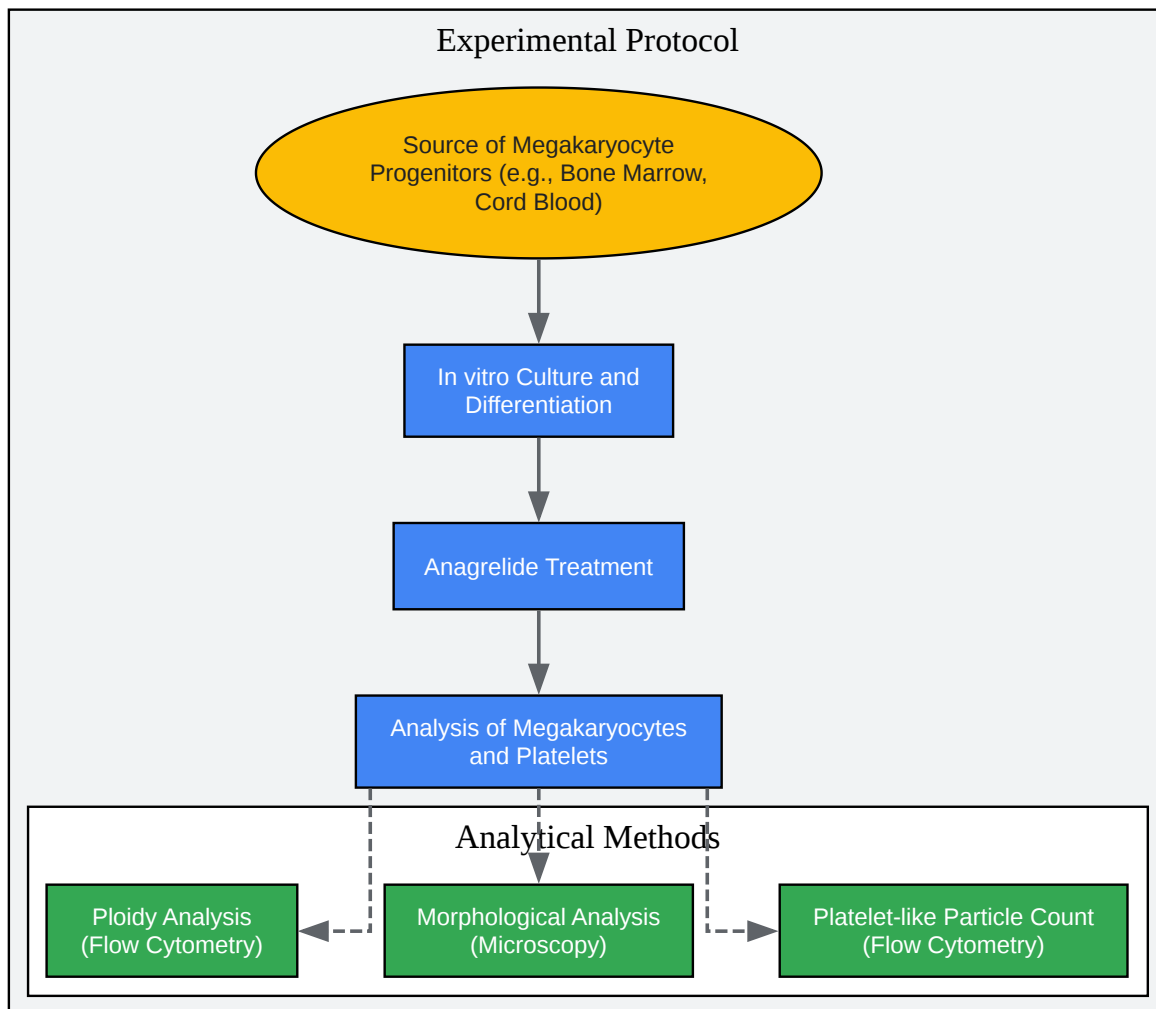 Experimental Protocol
Source of Megakaryocyte
Progenitors (e.g., Bone Marrow,
Cord Blood)
In vitro Culture and
Differentiation
Anagrelide Treatment
Analysis of Megakaryocytes
and Platelets
Analytical Methods
Ploidy Analysis
(Flow Cytometry)
Morphological Analysis
(Microscopy)
Platelet-like Particle Count
(Flow Cytometry)